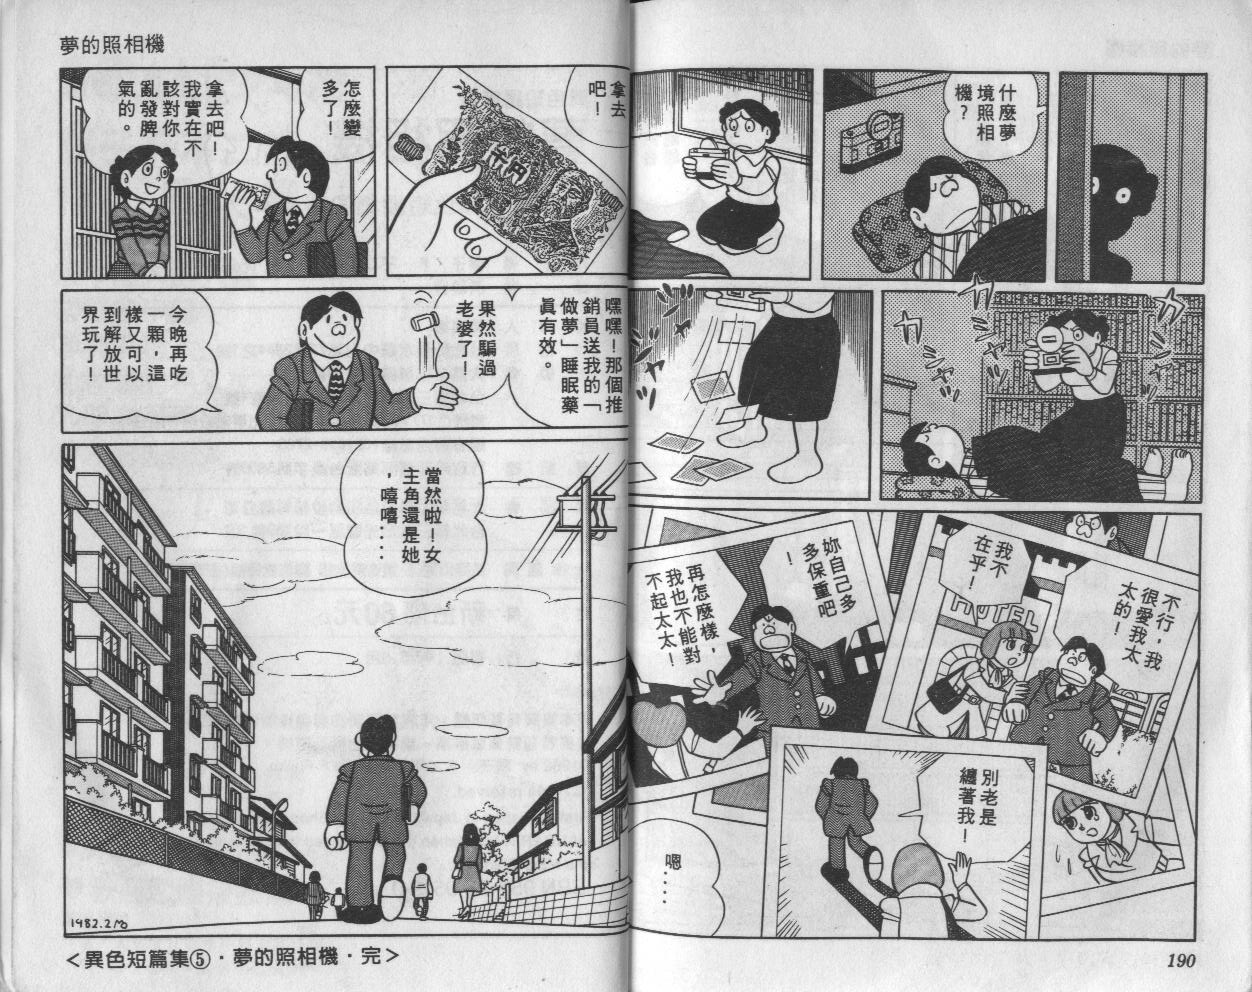 什麼夢
境照相
機？
カ
カ
不行，我
很愛我太
太的！
我不
在乎！
HOTEL
妳自己多
多保重吧
！
再怎麼樣，
我也不能對
不起太太！
別老是
纏著我！
嗯…
190
夢的照相機
拿去
吧！
千円
怎麼變
多了！
拿去吧！
我實在不
該對你
亂發脾
氣的。
嘿嘿！那個推
銷員送我的「
做夢」睡眠藥
眞有效。
果然騙過
老婆了！
今晚再吃
一顆，這
樣又可以
到解放世
界玩了！
當然啦！女
主角還是她
，嘻嘻……
1982.2
＜異色短篇集⑤・夢的照相機・完＞